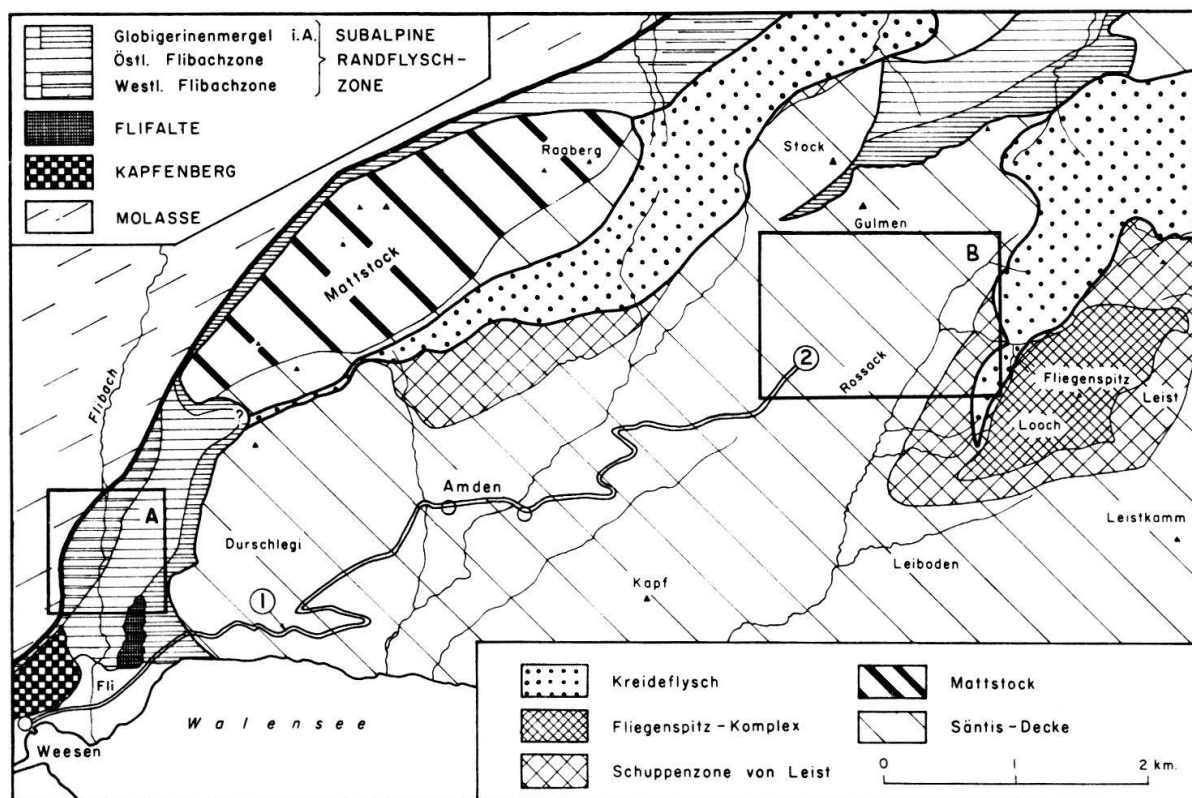 Globigerinenmergel i.A. SUBALPINE
Östl. Flibachzone RANDFLYSCH-
Westl. Flibachzone ZONE
FLIFALTE
KAPFENBERG
MOLASSE
Raaberg
Stock
Gulmen
Mattstock
B
2
Flibach
Rossack
Fliegenspitz
Leist
Looch
?
A
Amden
Durschlegi
Leistkamm
Leiboden
Kapf
1
Fli
Walensee
Weesen
Kreideflysch
Mattstock
Fliegenspitz-Komplex
Säntis-Decke
Schuppenzone von Leist
0 1 2 km.